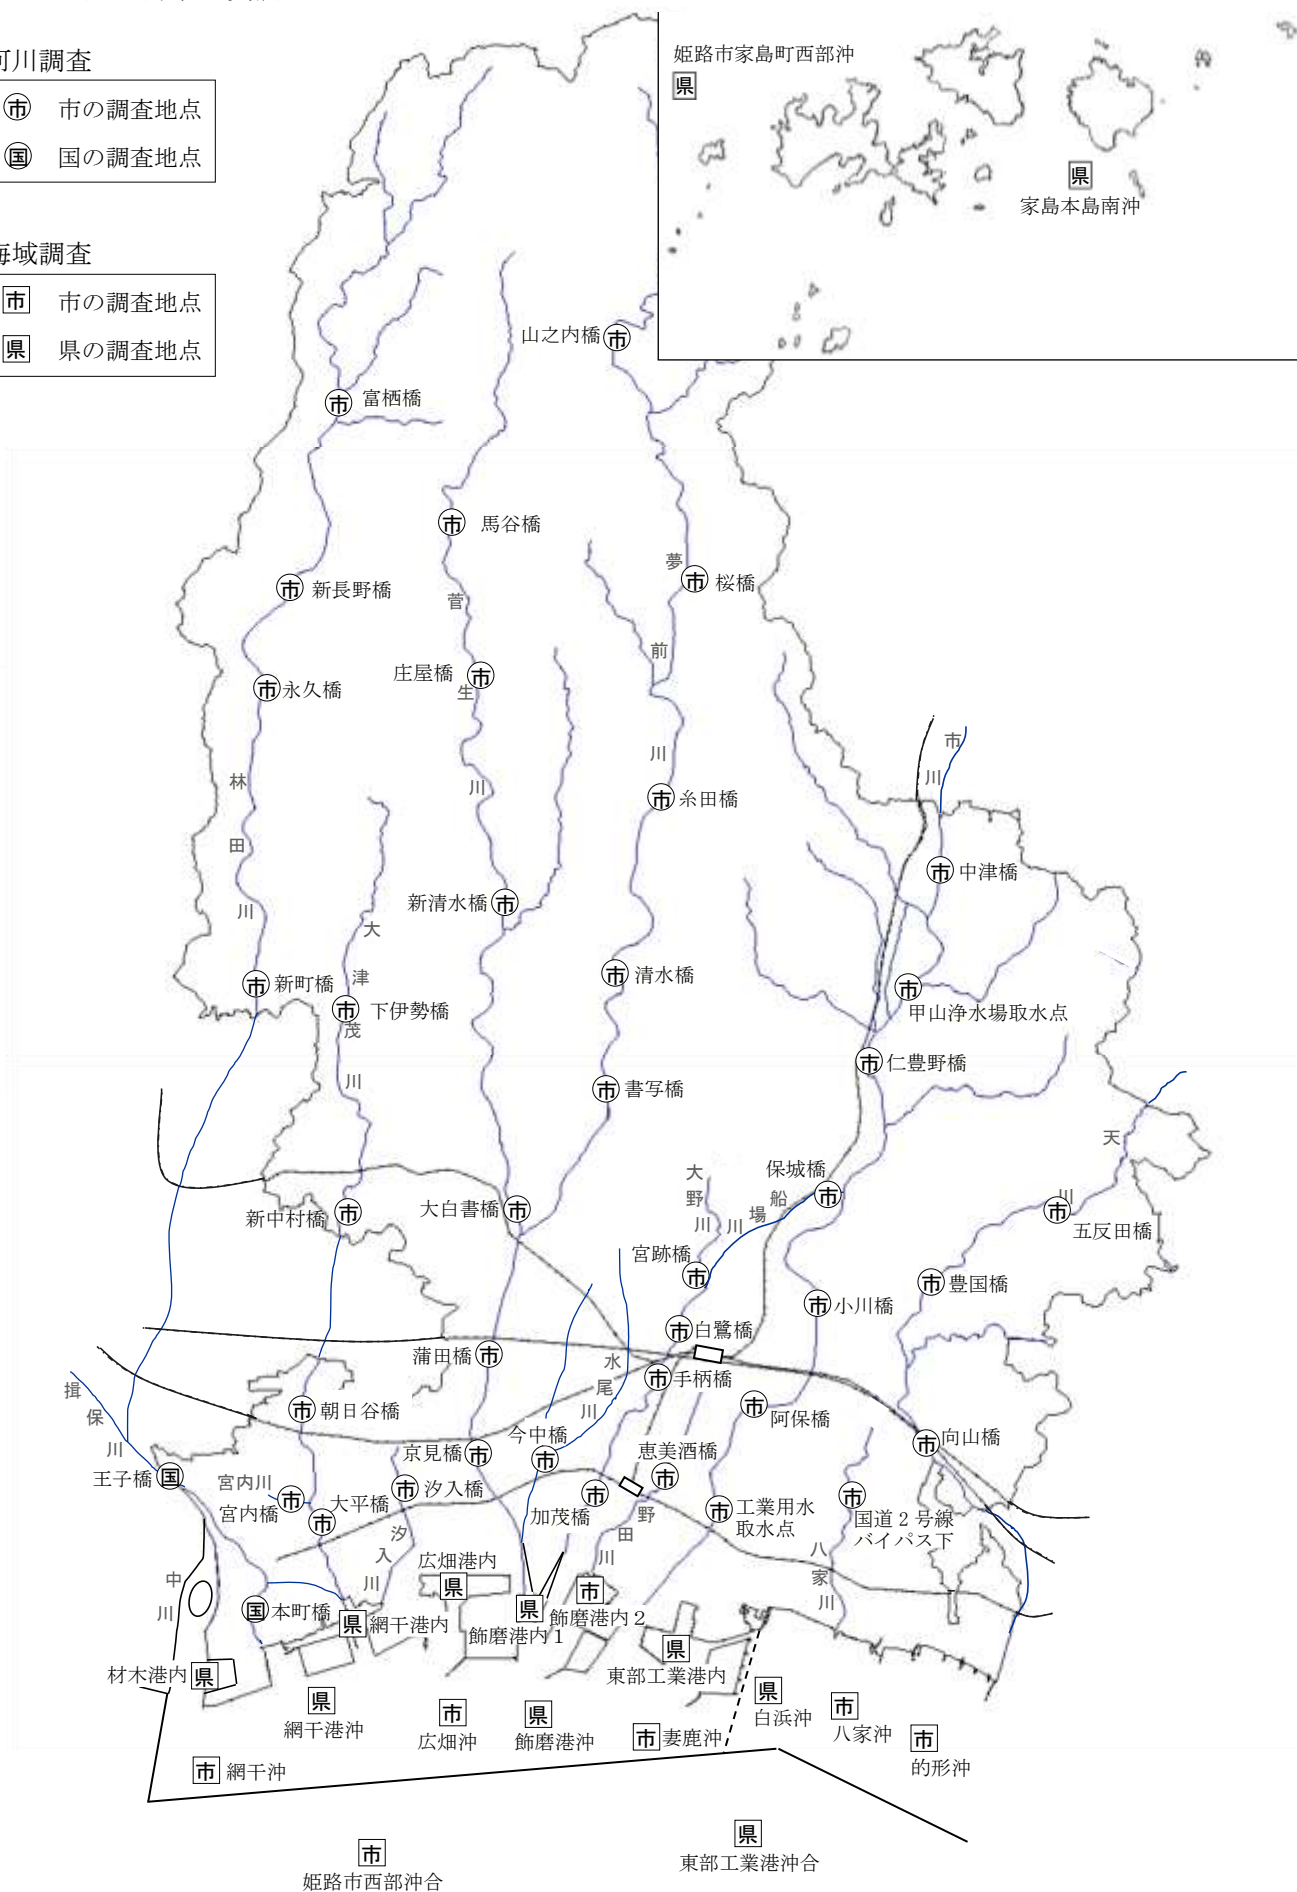 河川調査
市 市の調査地点
国 国の調査地点
海域調査
市 市の調査地点
県 県の調査地点
姫路市家島町西部沖
県
県
家島本島南沖
山之内橋 市
市 富栖橋
市 馬谷橋
夢
市 桜橋
市 新長野橋
菅
前
庄屋橋 市
生
市 永久橋
市
川
川
林
川
市 糸田橋
田
市 中津橋
新清水橋 市
川
大
市 清水橋
津
市 新町橋
市
甲山浄水場取水点
市 下伊勢橋
茂
市 仁豊野橋
川
市 書写橋
天
大
野
川
保城橋
市
船
場
川
川
市
五反田橋
新中村橋 市
大白書橋 市
宮跡橋
市
市 豊国橋
市 小川橋
市 白鷺橋
蒲田橋 市
水
尾
川
市 手柄橋
揖
保
川
市 朝日谷橋
市
阿保橋
今中橋
市
京見橋 市
恵美酒橋
市
市 向山橋
王子橋 国
宮内川
宮内橋 市
大平橋
市
市 汐入橋
加茂橋 市
市 工業用水
取水点
市
国道2号線
バイパス下
汐
入
川
野
田
川
八
家
川
中
川
広畑港内
県
国 本町橋
県 網干港内
県
飾磨港内1
市
飾磨港内2
県
東部工業港内
材木港内 県
県
網干港沖
市
広畑沖
県
飾磨港沖
市 妻鹿沖
県
白浜沖
市
八家沖
市
的形沖
市 網干沖
県
東部工業港沖合
市
姫路市西部沖合